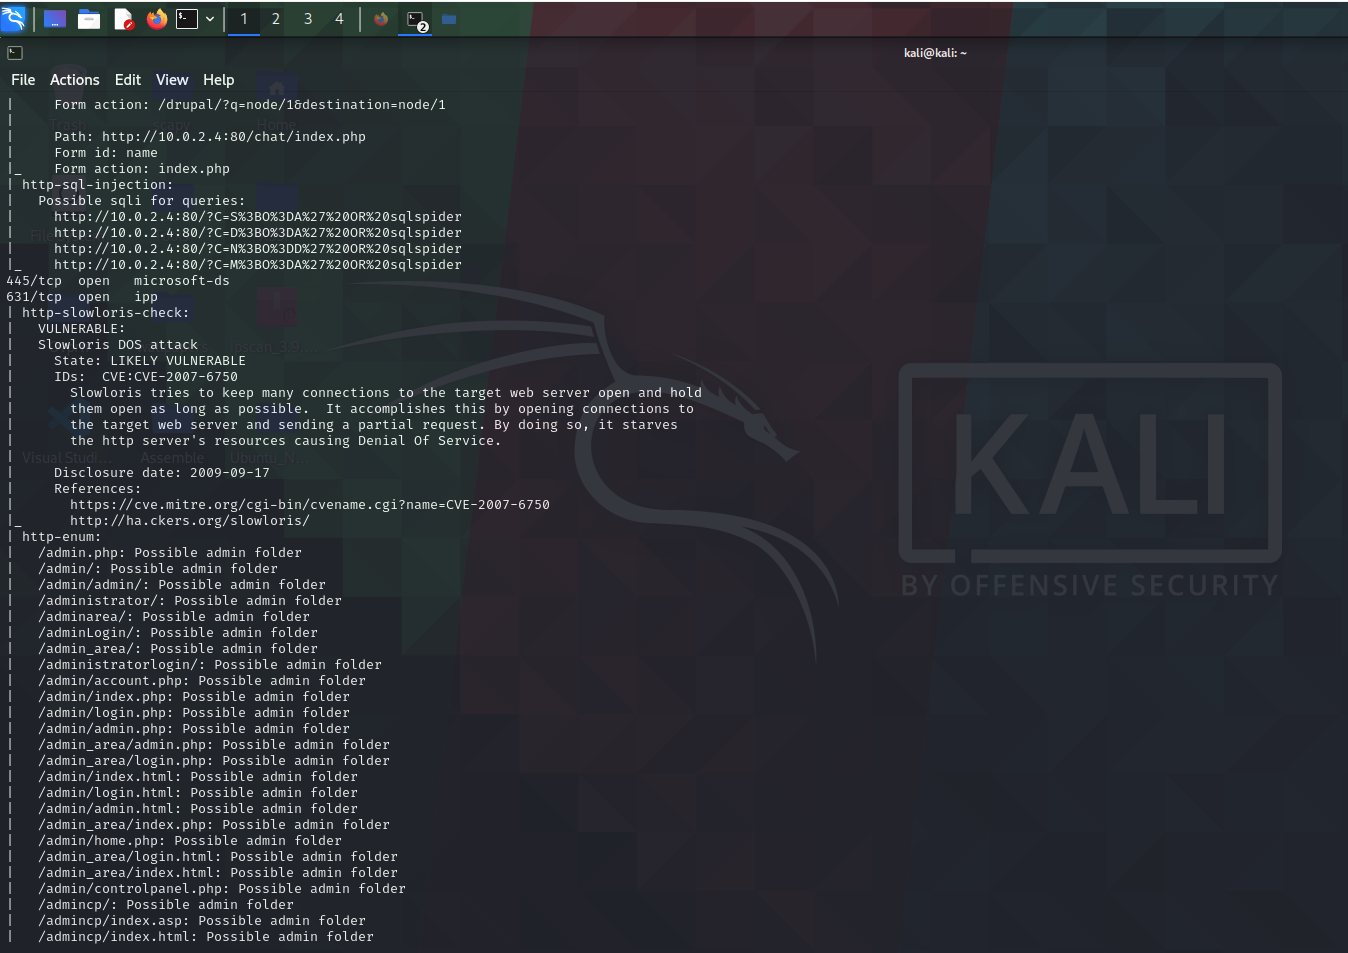 1 2 3 4 2
kali@kali: ~
File Actions Edit View Help
| Form action: /drupal/?q=node/1&destination=node/1
|
| Path: http://10.0.2.4:80/chat/index.php
| Form id: name
|_ Form action: index.php
| http-sql-injection:
| Possible sqli for queries:
| http://10.0.2.4:80/?C=S%3BO%3DA%27%20OR%20sqlspider
| http://10.0.2.4:80/?C=D%3BO%3DA%27%20OR%20sqlspider
| http://10.0.2.4:80/?C=N%3BO%3DD%27%20OR%20sqlspider
|_ http://10.0.2.4:80/?C=M%3BO%3DA%27%20OR%20sqlspider
445/tcp open microsoft-ds
631/tcp open ipp
| http-slowloris-check:
| VULNERABLE:
| Slowloris DOS attack
| State: LIKELY VULNERABLE
| IDs: CVE:CVE-2007-6750
| Slowloris tries to keep many connections to the target web server open and hold
| them open as long as possible. It accomplishes this by opening connections to
| the target web server and sending a partial request. By doing so, it starves
| the http server's resources causing Denial Of Service.
|
Visual Studi... Assemble Ubuntu_N...
| Disclosure date: 2009-09-17
| References:
| https://cve.mitre.org/cgi-bin/cvename.cgi?name=CVE-2007-6750
|_ http://ha.ckers.org/slowloris/
| http-enum:
| /admin.php: Possible admin folder
| /admin/: Possible admin folder
| /admin/admin/: Possible admin folder
| /administrator/: Possible admin folder
| /adminarea/: Possible admin folder
| /adminLogin/: Possible admin folder
| /admin_area/: Possible admin folder
| /administratorlogin/: Possible admin folder
| /admin/account.php: Possible admin folder
| /admin/index.php: Possible admin folder
| /admin/login.php: Possible admin folder
| /admin/admin.php: Possible admin folder
| /admin_area/admin.php: Possible admin folder
| /admin_area/login.php: Possible admin folder
| /admin/index.html: Possible admin folder
| /admin/login.html: Possible admin folder
| /admin/admin.html: Possible admin folder
| /admin_area/index.php: Possible admin folder
| /admin/home.php: Possible admin folder
| /admin_area/login.html: Possible admin folder
| /admin_area/index.html: Possible admin folder
| /admin/controlpanel.php: Possible admin folder
| /admincp/: Possible admin folder
| /admincp/index.asp: Possible admin folder
| /admincp/index.html: Possible admin folder
KALI
BY OFFENSIVE SECURITY